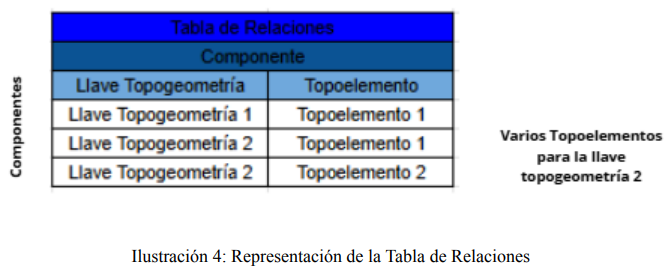 Tabla de Relaciones
Componente
Llave Topogeometría Topoelemento
Llave Topogeometría 1 Topoelemento 1
Llave Topogeometría 2 Topoelemento 1
Llave Topogeometría 2 Topoelemento 2
Componentes
Varios Topoelementos
para la llave
topogeometría 2
Ilustración 4: Representación de la Tabla de Relaciones